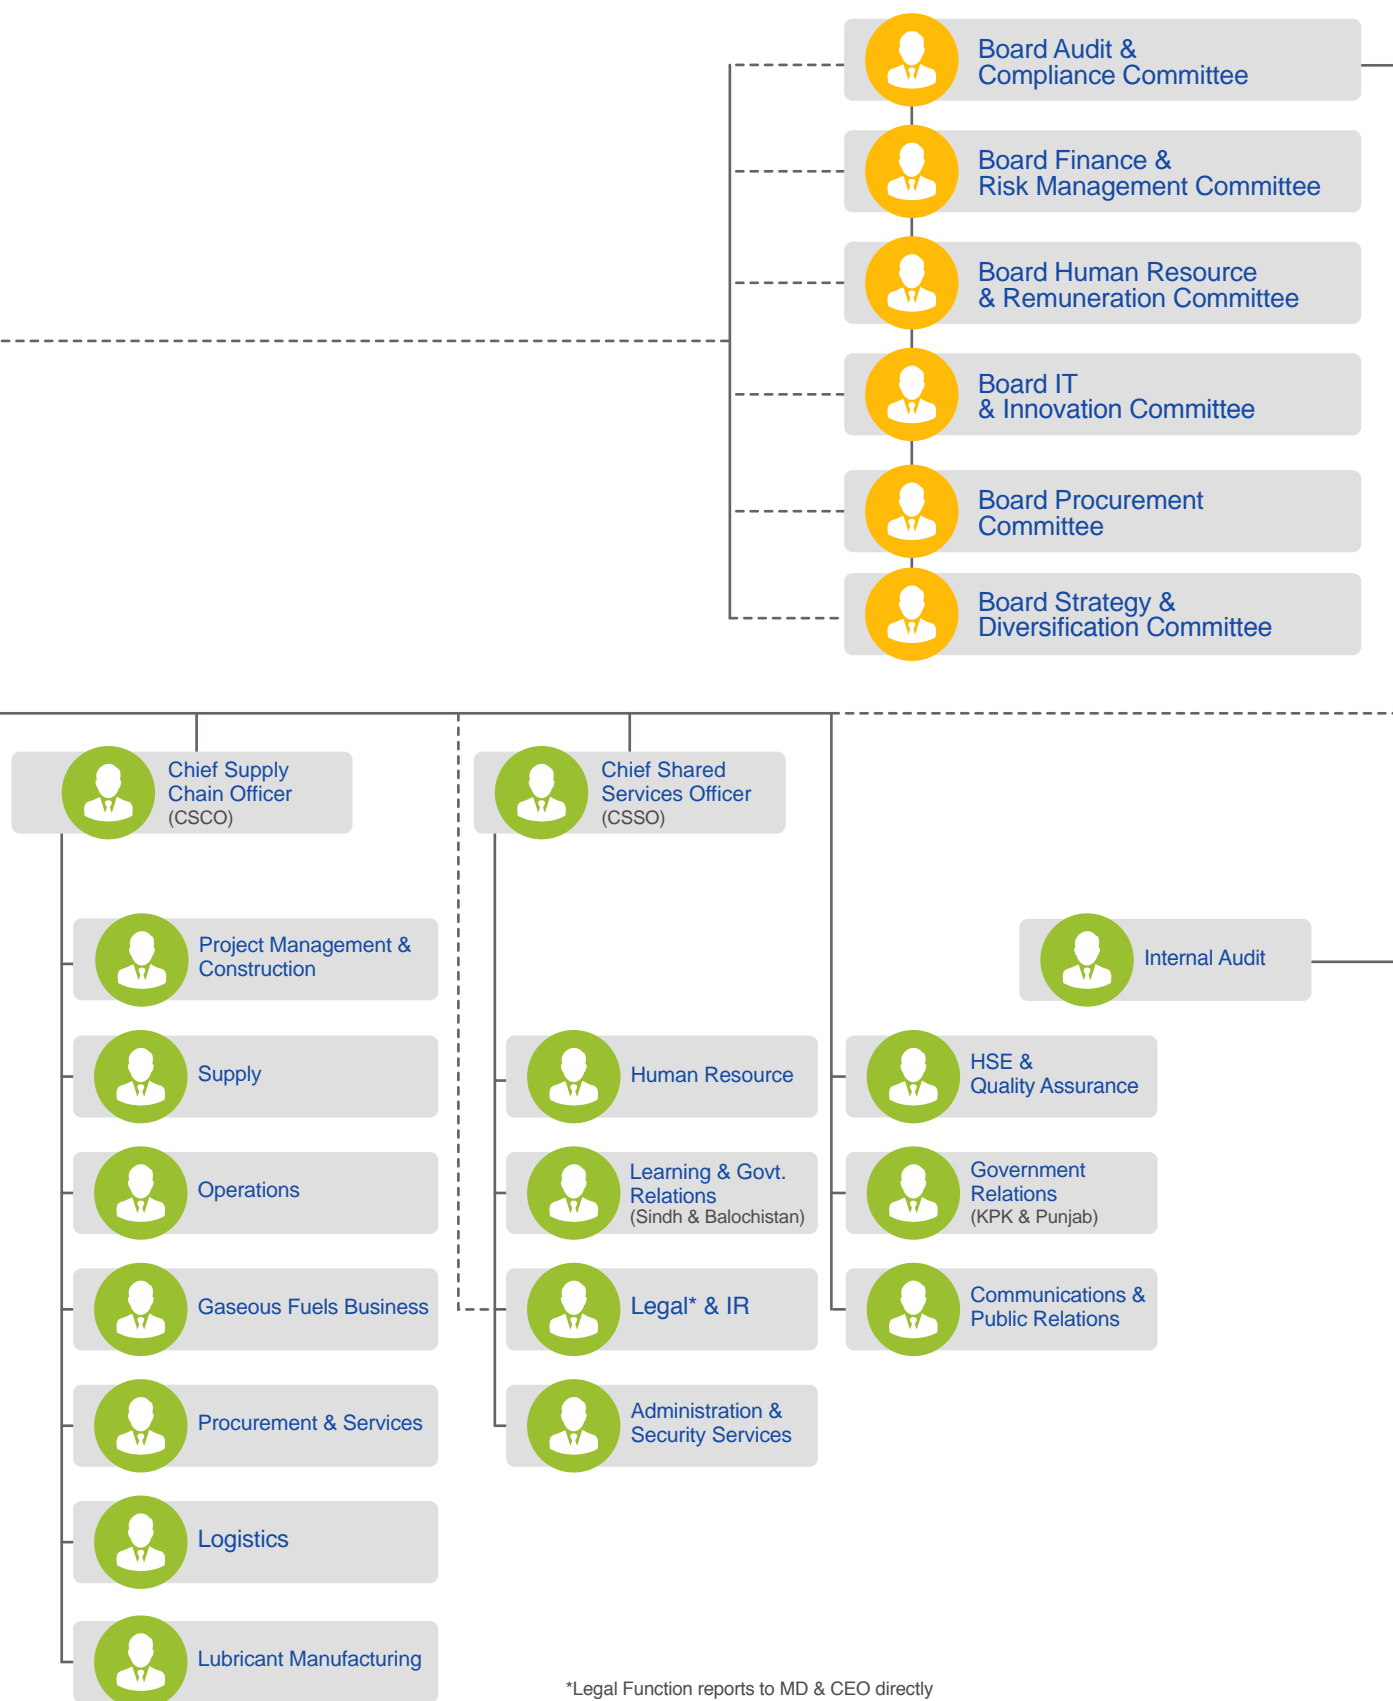 Board Audit &
Compliance Committee
Board Finance &
Risk Management Committee
Board Human Resource
& Remuneration Committee
Board IT
& Innovation Committee
Board Procurement
Committee
Board Strategy &
Diversification Committee
Chief Supply
Chain Officer
(CSCO)
Project Management &
Construction
Supply
Operations
Gaseous Fuels Business
Procurement & Services
Logistics
Lubricant Manufacturing
Chief Shared
Services Officer
(CSSO)
Human Resource
Learning & Govt.
Relations
(Sindh & Balochistan)
Legal* & IR
Administration &
Security Services
HSE &
Quality Assurance
Government
Relations
(KPK & Punjab)
Communications &
Public Relations
Internal Audit
*Legal Function reports to MD & CEO directly